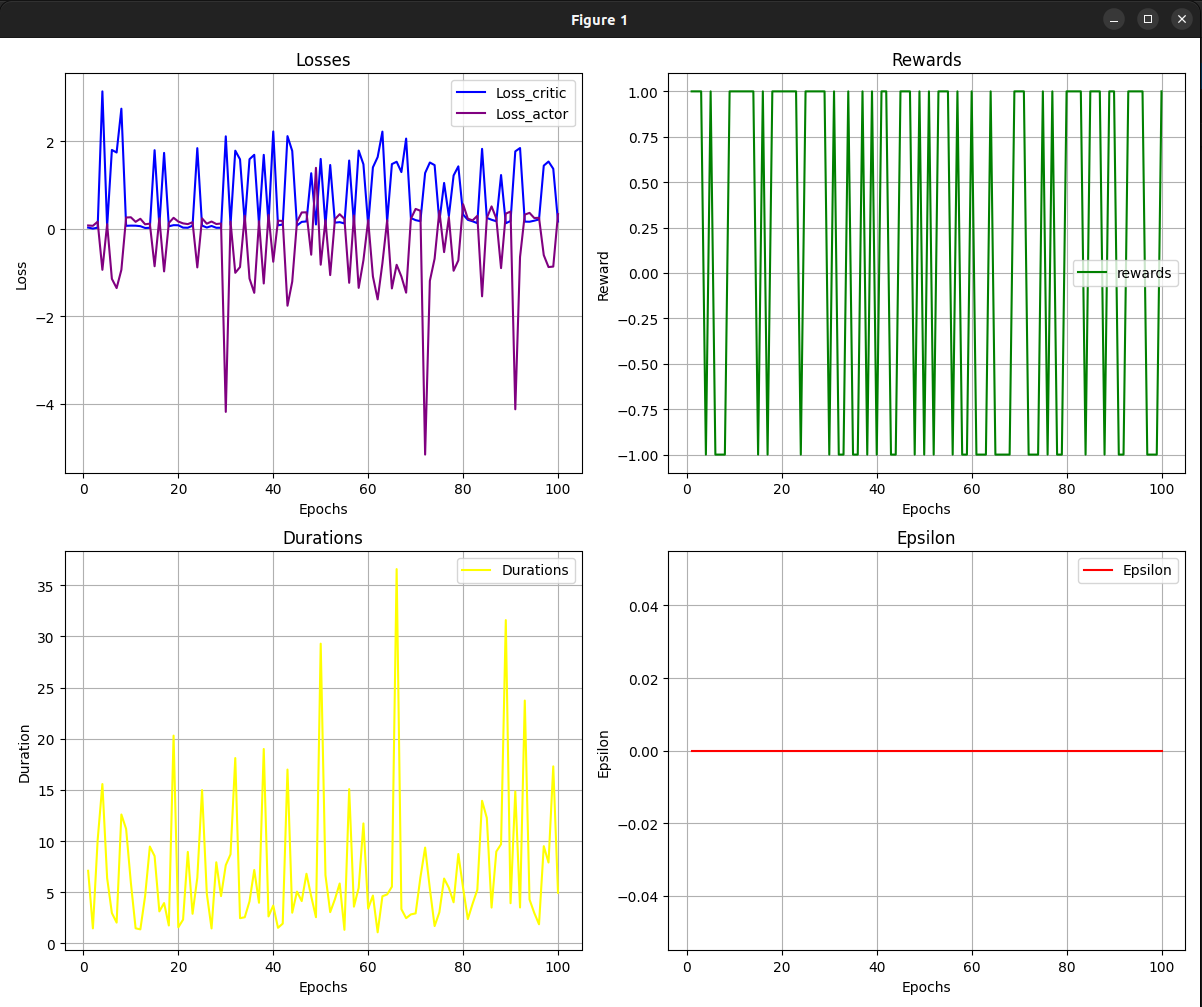 Figure 1
Losses
Loss_critic
Loss_actor
2
0
−2
−4
Loss
0 20 40 60 80 100
Epochs
Rewards
1.00
0.75
0.50
0.25
0.00
−0.25
−0.50
−0.75
−1.00
Reward
rewards
0 20 40 60 80 100
Epochs
Durations
Durations
35
30
25
20
15
10
5
0
Duration
0 20 40 60 80 100
Epochs
Epsilon
Epsilon
0.04
0.02
0.00
−0.02
−0.04
Epsilon
0 20 40 60 80 100
Epochs